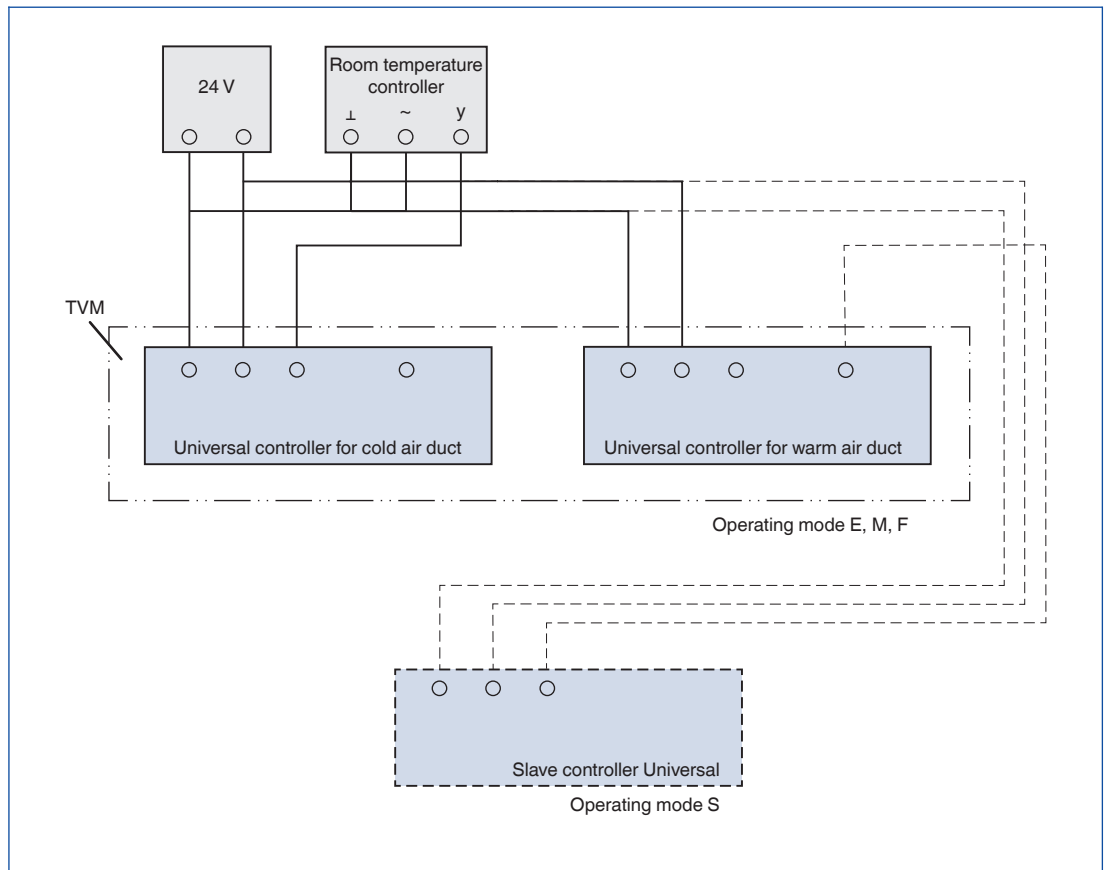 24 V
Room temperature
controller
⊥ ~ y
TVM
Universal controller for cold air duct
Universal controller for warm air duct
Operating mode E, M, F
Slave controller Universal
Operating mode S